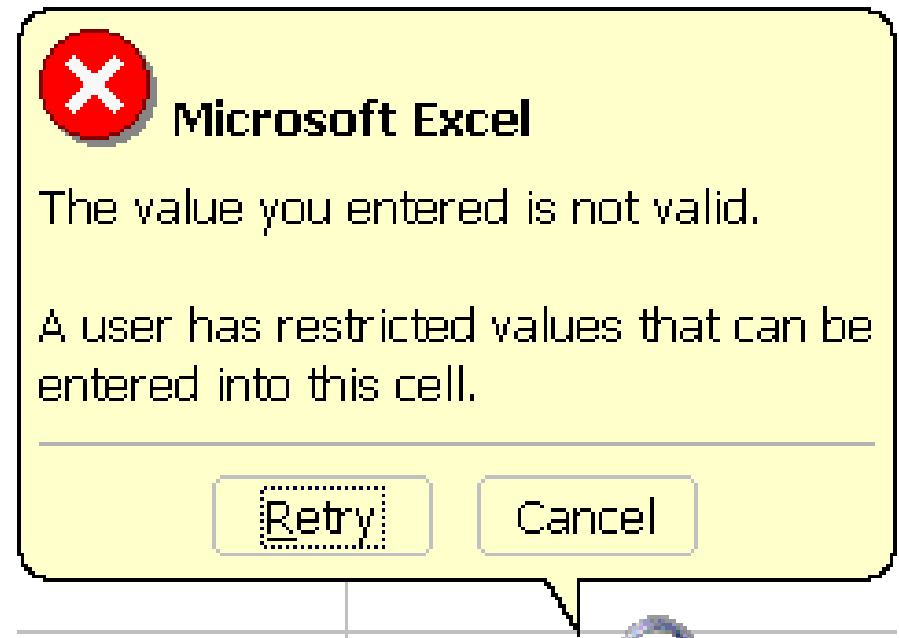 Microsoft Excel
The value you entered is not valid.
A user has restricted values that can be
entered into this cell.
Retry
Cancel